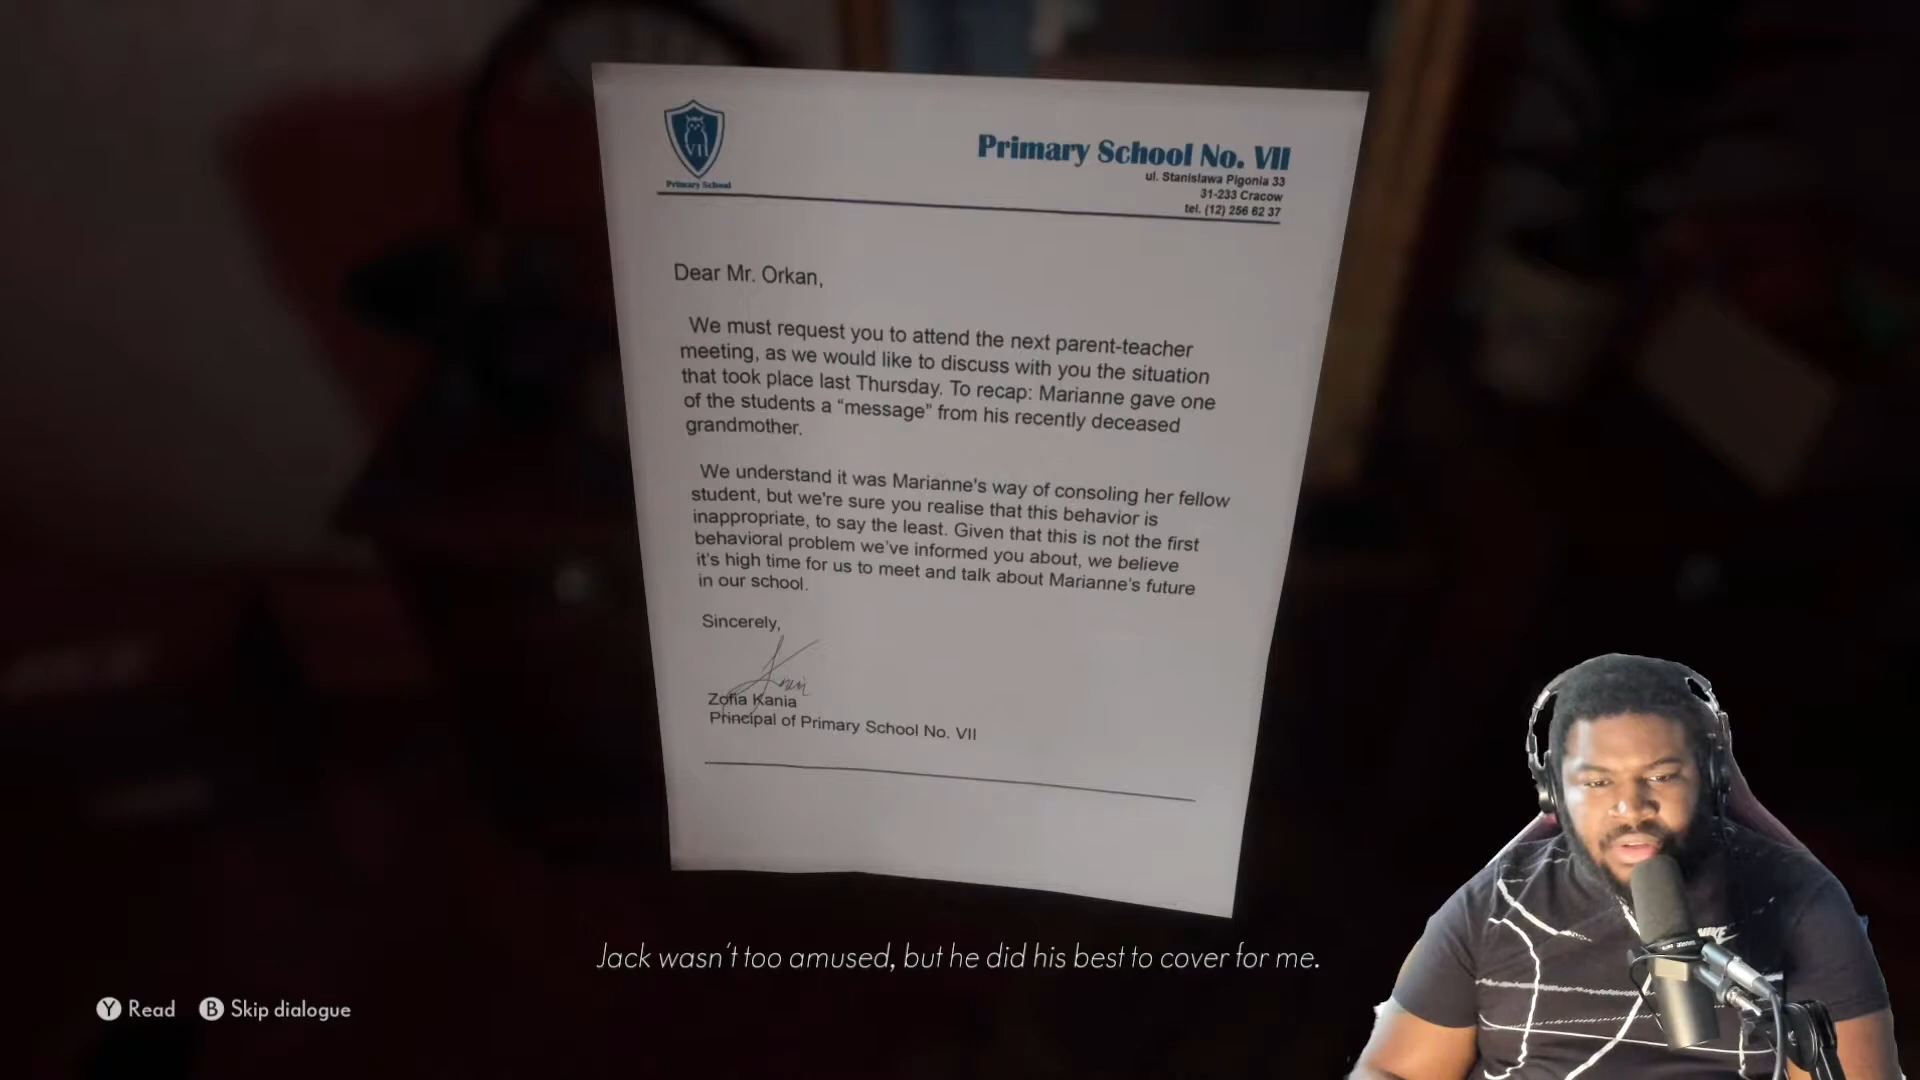 VII
Primary School
Primary School No. VII
ul. Stanislawa Pigonia 33
31-233 Cracow
tel. (12) 256 62 37
Dear Mr. Orkan,
We must request you to attend the next parent-teacher
meeting, as we would like to discuss with you the situation
that took place last Thursday. To recap: Marianne gave one
of the students a “message” from his recently deceased
grandmother.
We understand it was Marianne's way of consoling her fellow
student, but we're sure you realise that this behavior is
inappropriate, to say the least. Given that this is not the first
behavioral problem we've informed you about, we believe
it's high time for us to meet and talk about Marianne's future
in our school.
Sincerely,
Zofia Kania
Principal of Primary School No. VII
Jack wasn't too amused, but he did his best to cover for me.
Y Read B Skip dialogue
NIKE